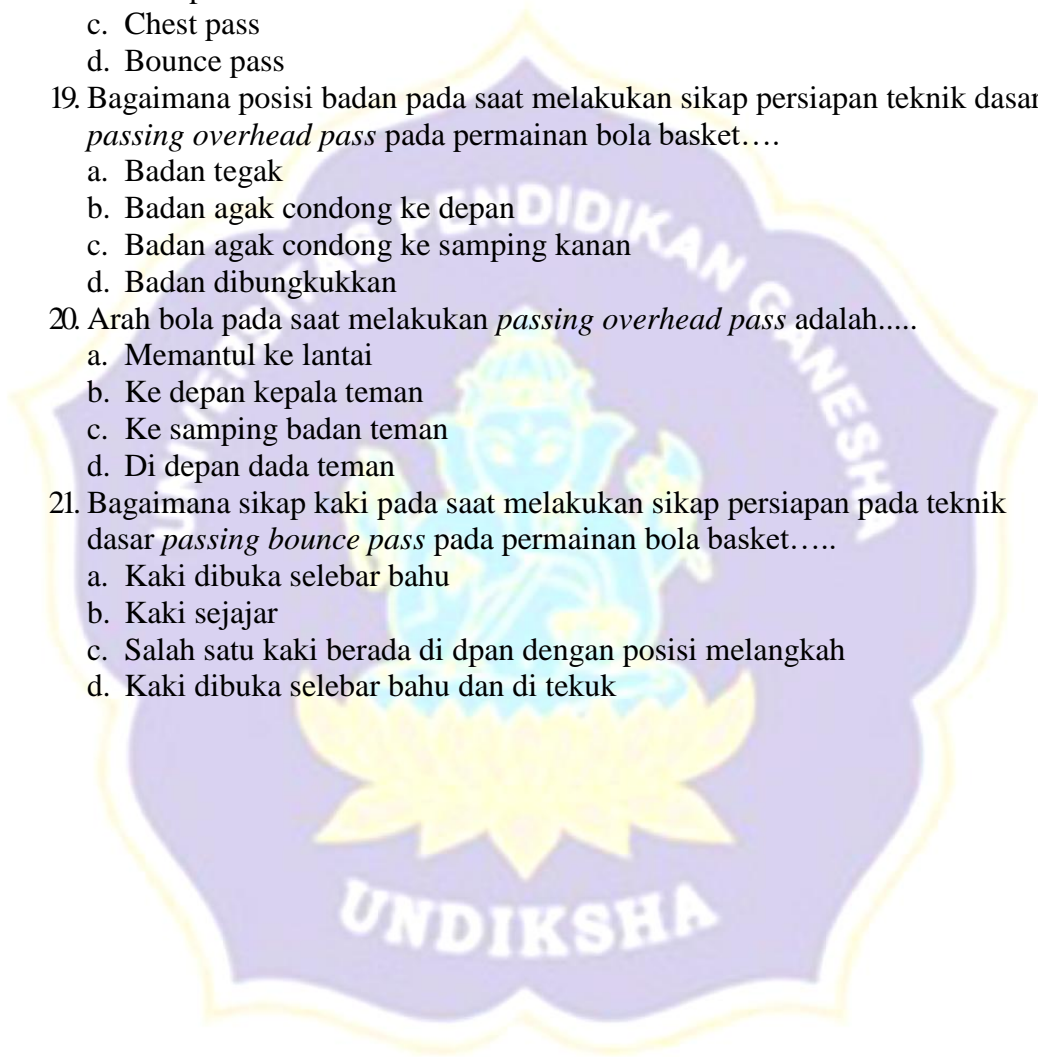 c. Chest pass
d. Bounce pass
19. Bagaimana posisi badan pada saat melakukan sikap persiapan teknik dasar
passing overhead pass pada permainan bola basket….
a. Badan tegak
b. Badan agak condong ke depan
c. Badan agak condong ke samping kanan
d. Badan dibungkukkan
20. Arah bola pada saat melakukan passing overhead pass adalah.....
a. Memantul ke lantai
b. Ke depan kepala teman
c. Ke samping badan teman
d. Di depan dada teman
21. Bagaimana sikap kaki pada saat melakukan sikap persiapan pada teknik
dasar passing bounce pass pada permainan bola basket…..
a. Kaki dibuka selebar bahu
b. Kaki sejajar
c. Salah satu kaki berada di dpan dengan posisi melangkah
d. Kaki dibuka selebar bahu dan di tekuk
UNIVERSITAS PENDIDIKAN GANESHA
UNDIKSHA